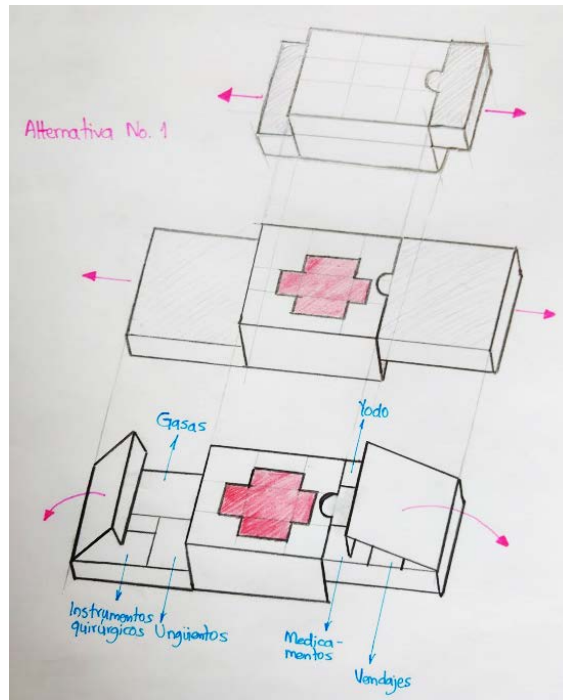 Alternativa No. 1
Gasas
Yodo
Instrumentos
quirúrgicos
Ungüentos
Medica-
mentos
Vendajes